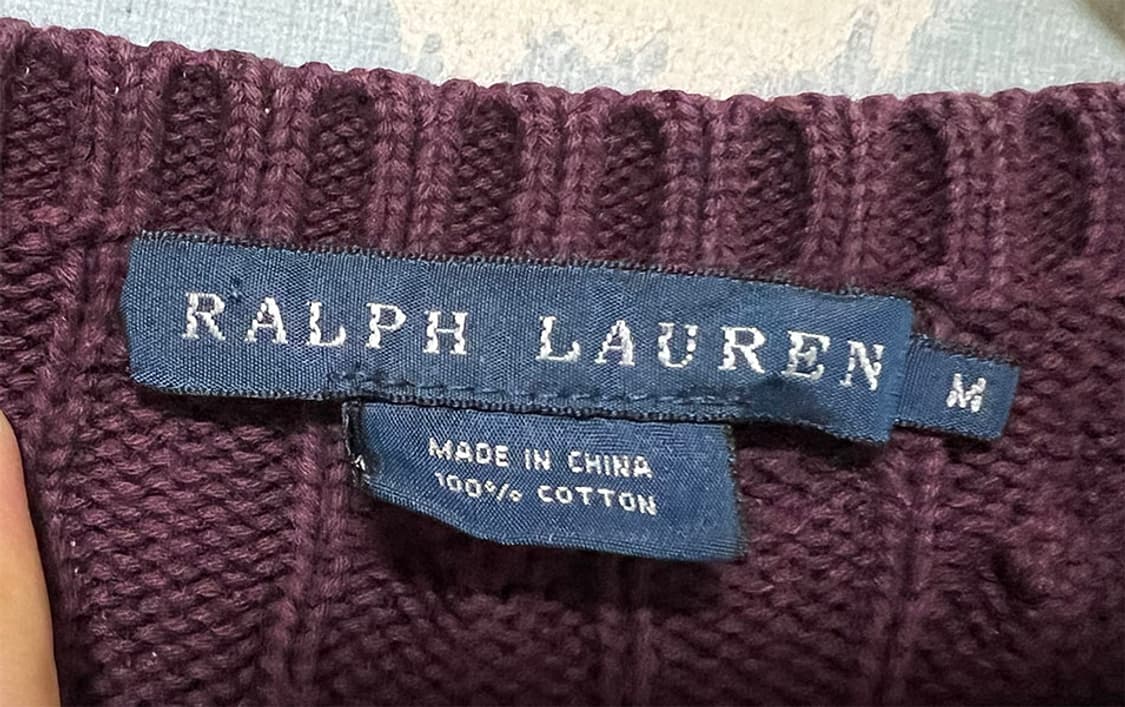 RALPH LAUREN
M
MADE IN CHINA
100% COTTON